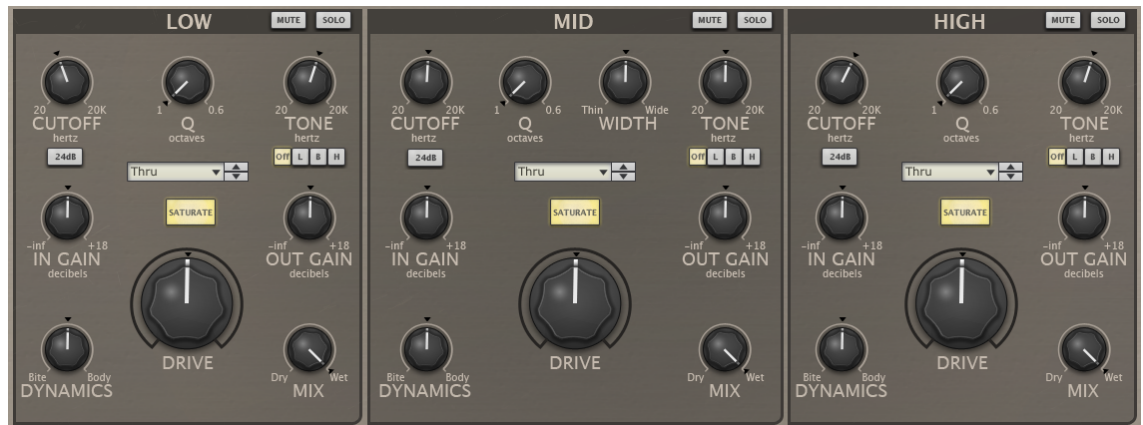 LOW MUTE SOLO
20 20K 1 0.6 20 20K
CUTOFF Q TONE
hertz octaves hertz
24dB Off L B H
Thru
SATURATE
-inf +18 -inf +18
IN GAIN OUT GAIN
decibels decibels
Bite Body DRIVE Dry Wet
DYNAMICS MIX
MID MUTE SOLO
20 20K 1 0.6 Thin Wide 20 20K
CUTOFF Q WIDTH TONE
hertz octaves hertz
24dB Off L B H
Thru
SATURATE
-inf +18 -inf +18
IN GAIN OUT GAIN
decibels decibels
Bite Body DRIVE Dry Wet
DYNAMICS MIX
HIGH MUTE SOLO
20 20K 1 0.6 20 20K
CUTOFF Q TONE
hertz octaves hertz
24dB Off L B H
Thru
SATURATE
-inf +18 -inf +18
IN GAIN OUT GAIN
decibels decibels
Bite Body DRIVE Dry Wet
DYNAMICS MIX